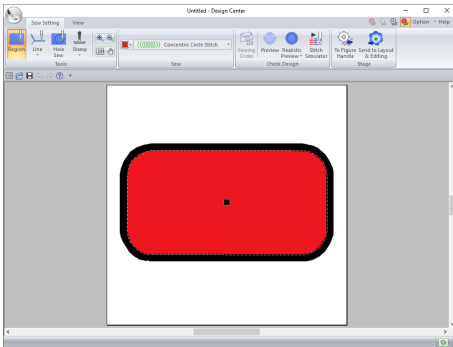 Untitled - Design Center
Sew Setting View
Option Help
Region Line Hole Sew Stamp
Concentric Circle Stitch
Sewing Order Preview Realistic Preview Stitch Simulator
To Figure Handle Send to Layout & Editing
Tools Sew Check Design Stage